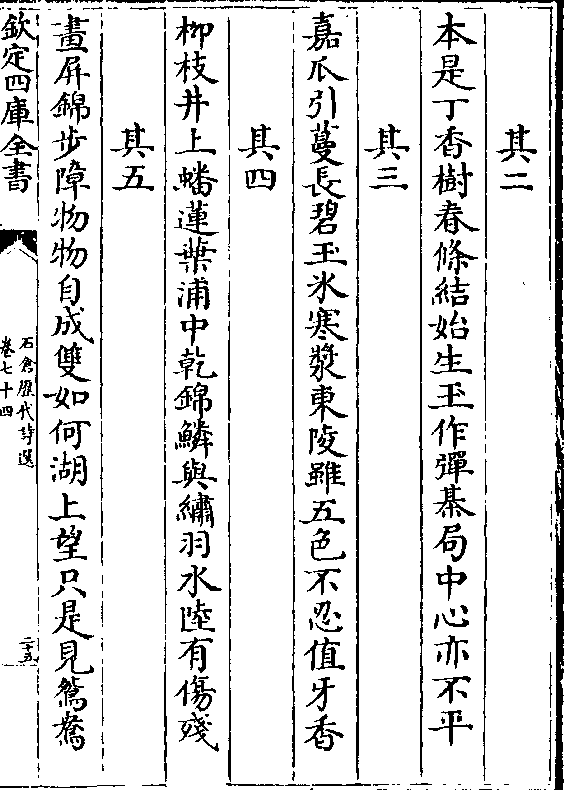 其二
本是丁香樹春條結始生玉作彈棊局中心亦不平
其三
嘉爪引蔓長碧玉氷寒漿東陵雖五色不忍值牙香
其四
柳枝井上蟠蓮葉浦中乾錦鱗與繡羽水陸有傷殘
其五
畫屏錦步障物物自成雙如何湖上望只是見鴛鴦
欽定四庫全書
石倉歷代詩選
卷七十四
二十五